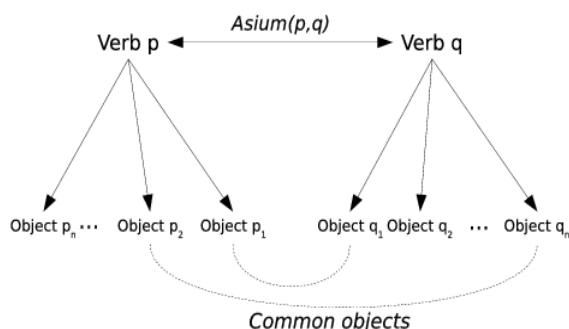 Asium(p,q)
Verb p Verb q
Object pₙ ... Object p₂ Object p₁ Object q₁ Object q₂ ... Object qₙ
Common objects